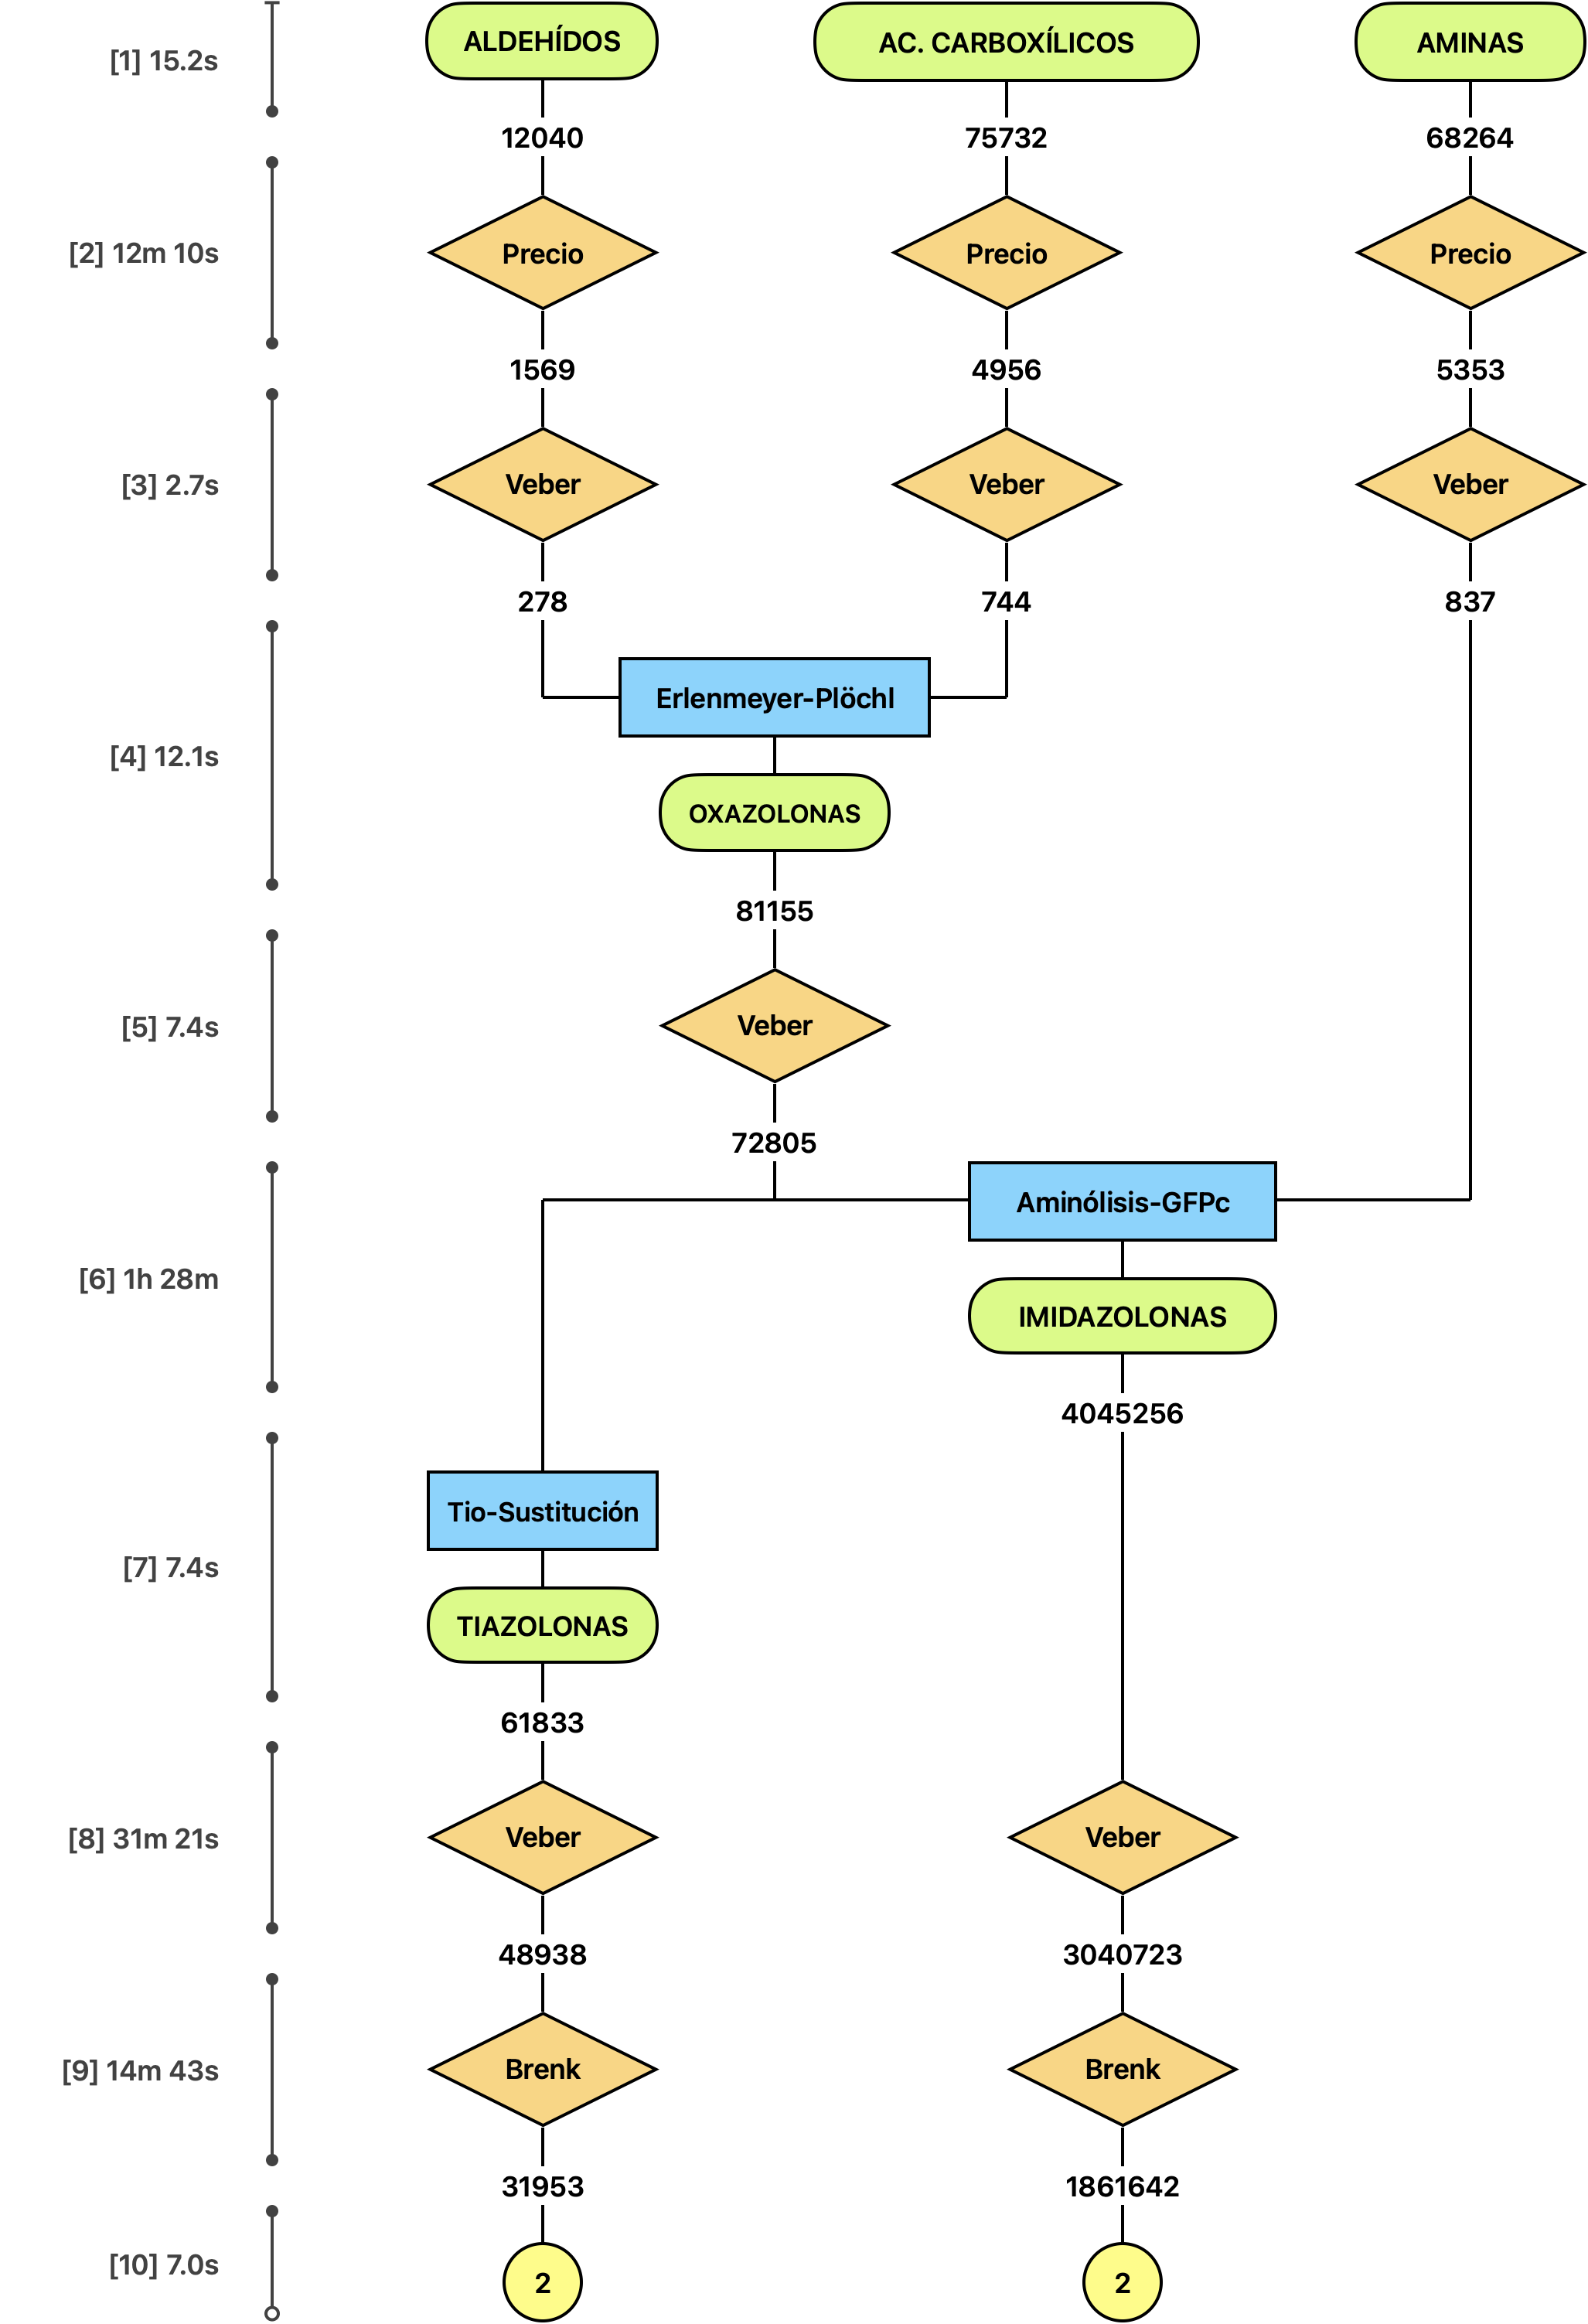 [1] 15.2s
ALDEHÍDOS
AC. CARBOXÍLICOS
AMINAS
12040
75732
68264
[2] 12m 10s
Precio
Precio
Precio
1569
4956
5353
[3] 2.7s
Veber
Veber
Veber
278
744
837
[4] 12.1s
Erlenmeyer-Plöchl
OXAZOLONAS
81155
[5] 7.4s
Veber
72805
[6] 1h 28m
Aminólisis-GFPc
IMIDAZOLONAS
4045256
[7] 7.4s
Tio-Sustitución
TIAZOLONAS
61833
[8] 31m 21s
Veber
Veber
48938
3040723
[9] 14m 43s
Brenk
Brenk
31953
1861642
[10] 7.0s
2
2